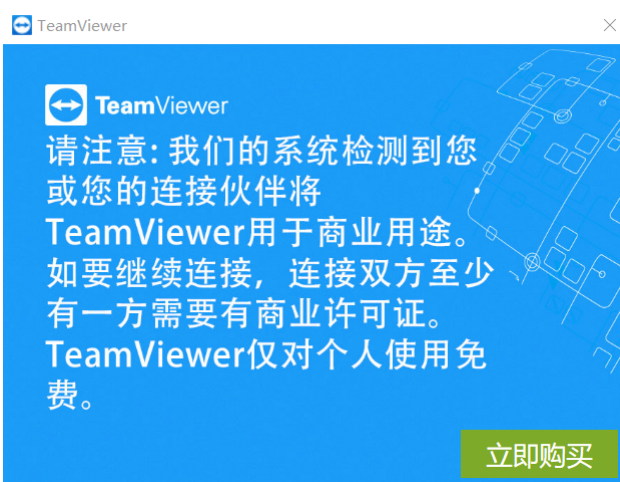 TeamViewer
TeamViewer
请注意: 我们的系统检测到您
或您的连接伙伴将
TeamViewer用于商业用途。
如要继续连接，连接双方至少
有一方需要有商业许可证。
TeamViewer仅对个人使用免
费。
立即购买